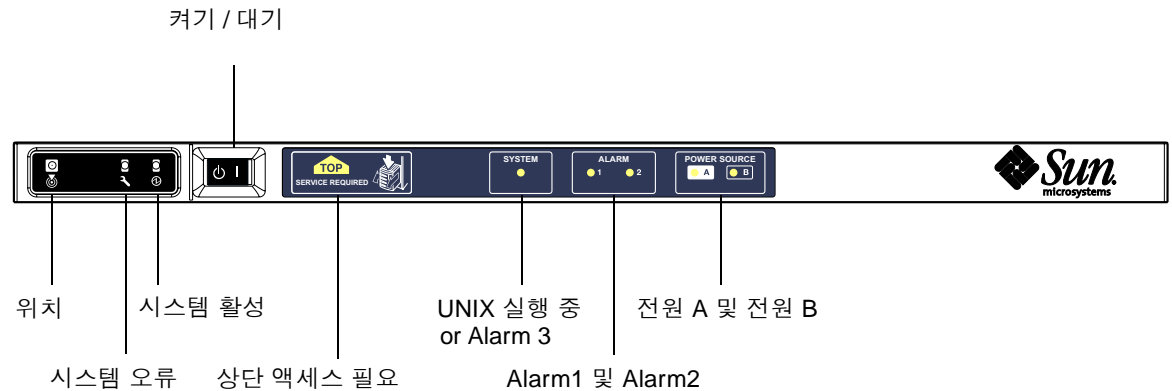 켜기 / 대기
TOP
SERVICE REQUIRED
SYSTEM
ALARM
1 2
POWER SOURCE
A B
Sun.
microsystems
위치
시스템 활성
UNIX 실행 중
or Alarm 3
전원 A 및 전원 B
시스템 오류
상단 액세스 필요
Alarm1 및 Alarm2